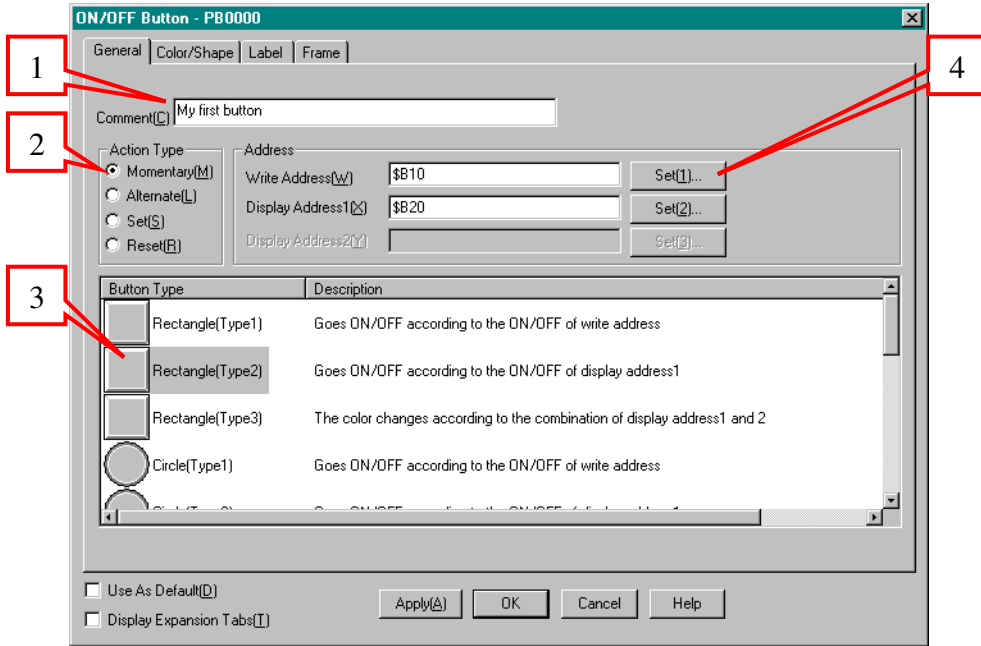 ON/OFF Button - PB0000
General Color/Shape Label Frame
1
4
Comment(C) My first button
2
Action Type
Momentary(M)
Alternate(L)
Set(S)
Reset(R)
Address
Write Address(W) $B10 Set(1)...
Display Address1(X) $B20 Set(2)...
Display Address2(Y) Set(3)...
3
Button Type Description
Rectangle(Type1) Goes ON/OFF according to the ON/OFF of write address
Rectangle(Type2) Goes ON/OFF according to the ON/OFF of display address1
Rectangle(Type3) The color changes according to the combination of display address1 and 2
Circle(Type1) Goes ON/OFF according to the ON/OFF of write address
Use As Default(D)
Display Expansion Tabs(T)
Apply(A) OK Cancel Help